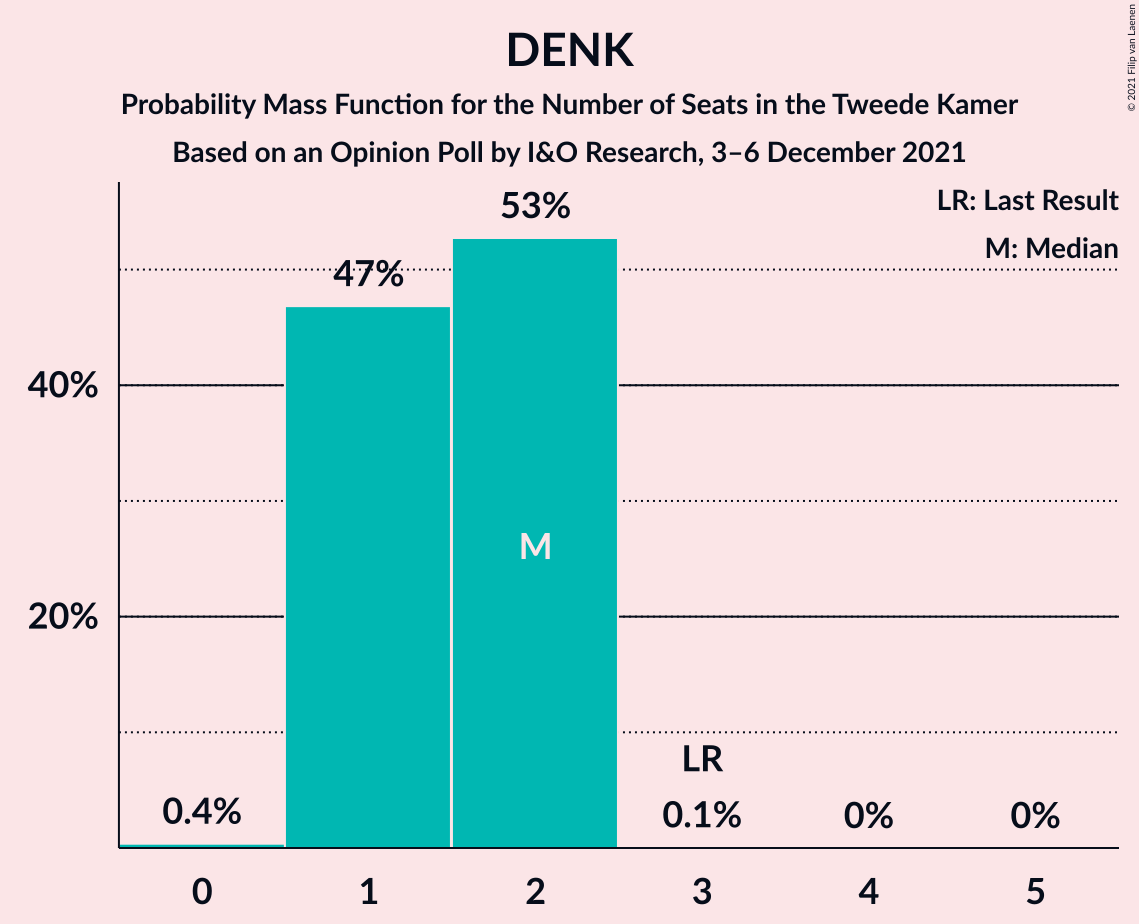 DENK
Probability Mass Function for the Number of Seats in the Tweede Kamer
Based on an Opinion Poll by I&O Research, 3–6 December 2021
© 2021 Filip van Laenen
LR: Last Result
M: Median
53%
47%
40%
M
20%
LR
0.4%
0.1%
0%
0%
0 1 2 3 4 5